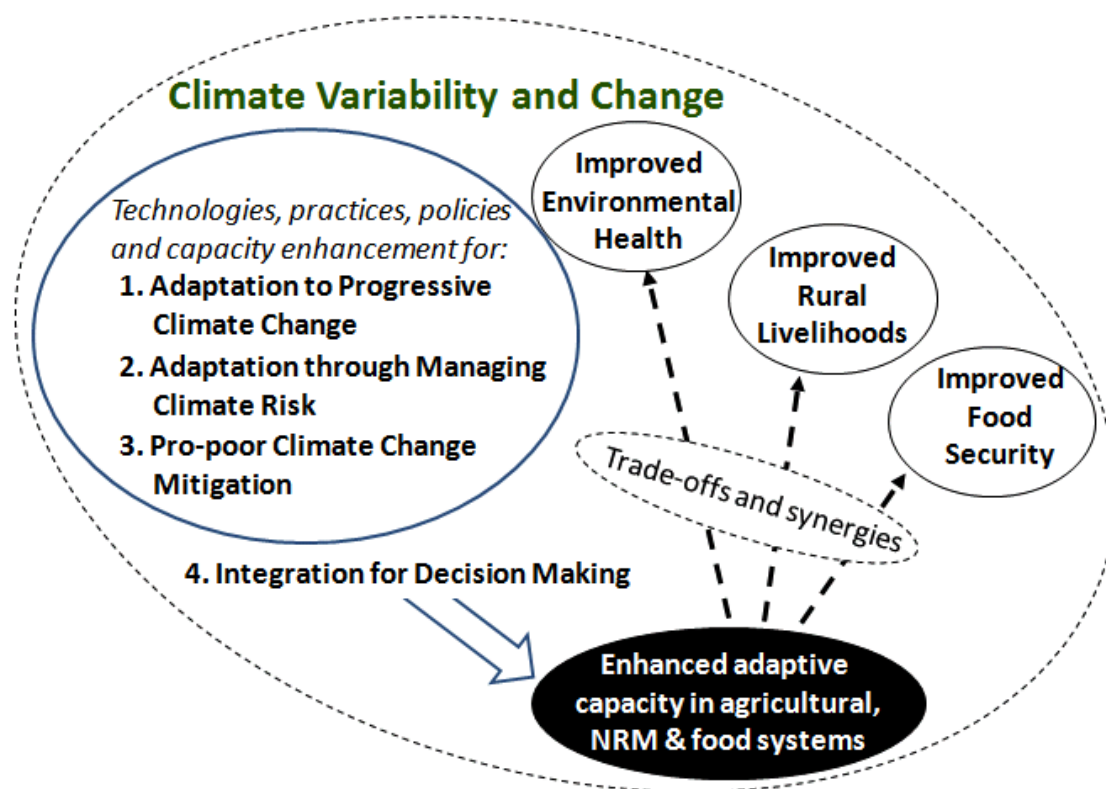 Climate Variability and Change
Technologies, practices, policies
and capacity enhancement for:
1. Adaptation to Progressive
Climate Change
2. Adaptation through Managing
Climate Risk
3. Pro-poor Climate Change
Mitigation
4. Integration for Decision Making
Improved
Environmental
Health
Improved
Rural
Livelihoods
Improved
Food
Security
Trade-offs and synergies
Enhanced adaptive
capacity in agricultural,
NRM & food systems